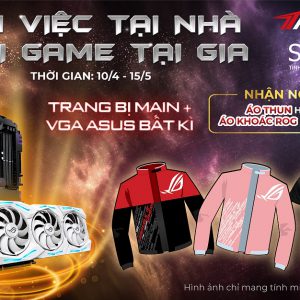 VIỆC TẠI NHÀ
GAME TẠI GIA
THỜI GIAN: 10/4 - 15/5
TRANG BỊ MAIN +
VGA ASUS BẤT KÌ
NHẬN
ÁO THUN
ÁO KHOÁC ROG
Hình ảnh chỉ mang tính